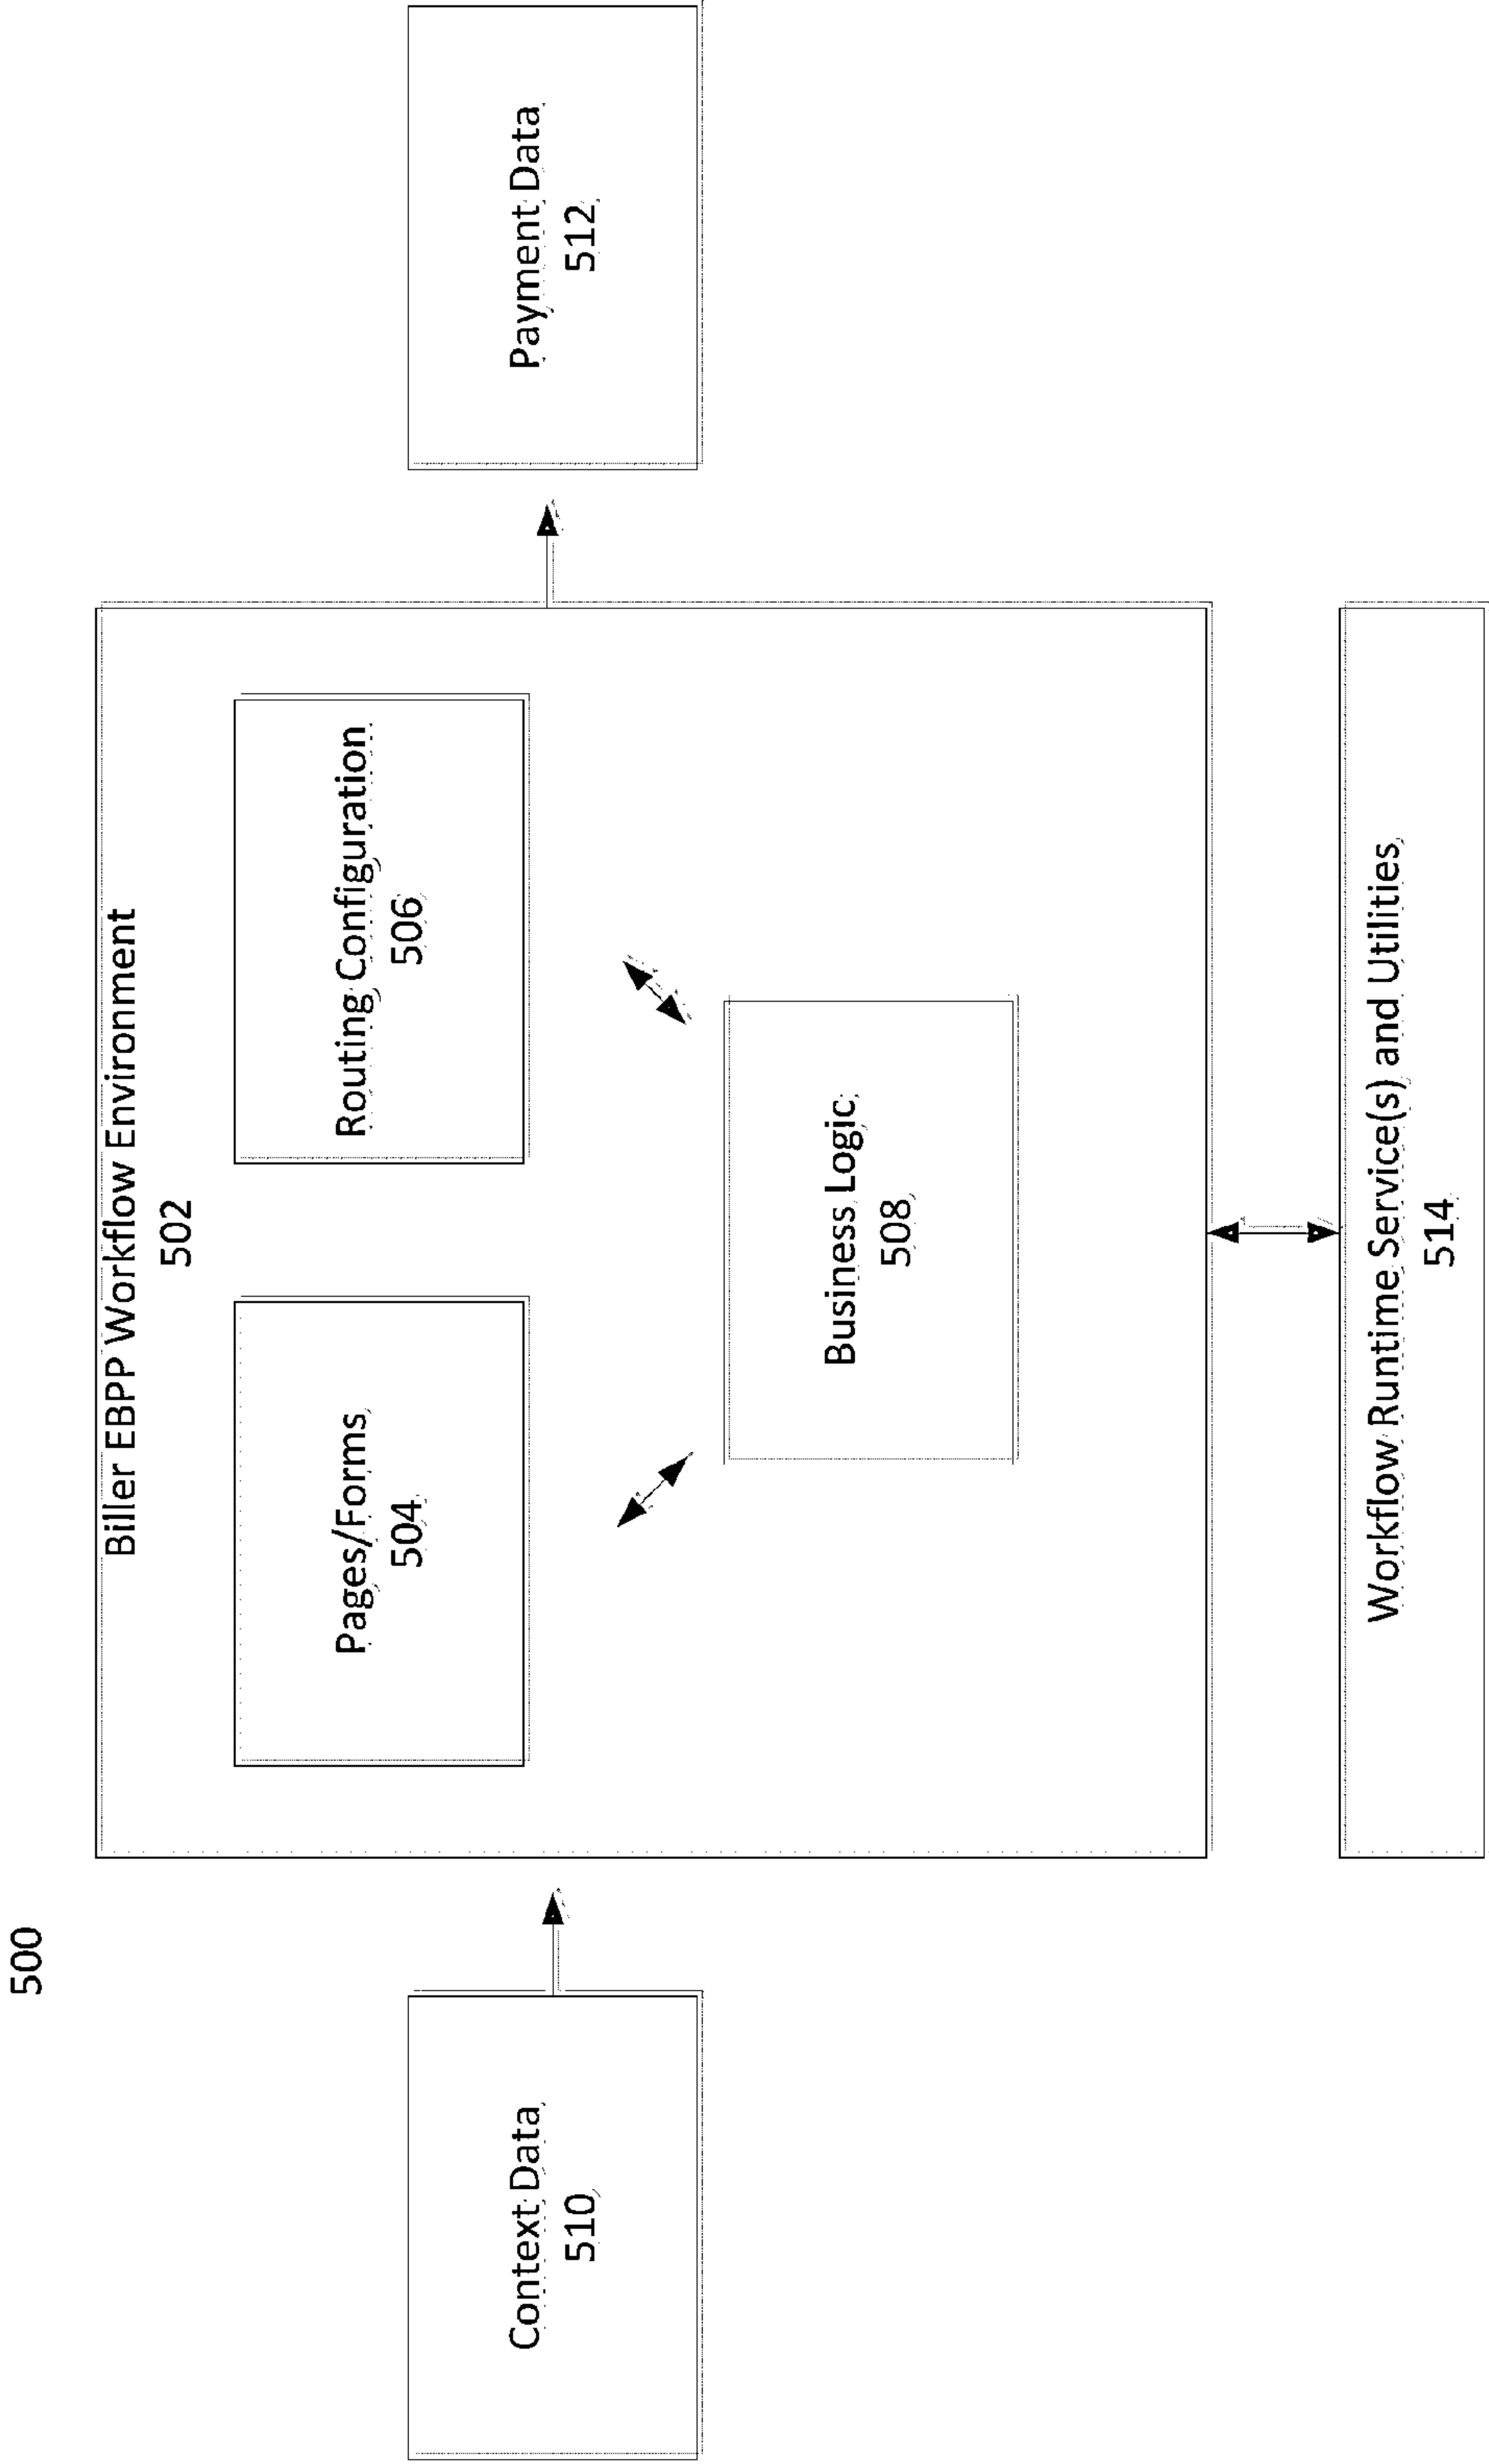 500
Biller EBPP Workflow Environment
502
Pages/Forms
504
Routing Configuration
506
Business Logic
508
Context Data
510
Payment Data
512
Workflow Runtime Service(s) and Utilities
514